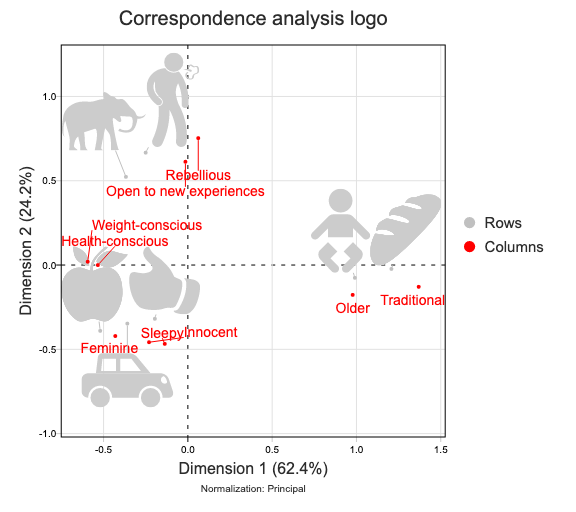 Correspondence analysis logo
1.0
0.5
0.0
-0.5
-1.0
Dimension 2 (24.2%)
Rebellious
Open to new experiences
Weight-conscious
Health-conscious
Older
Traditional
Sleepy
Innocent
Feminine
Rows
Columns
-0.5
0.0
0.5
1.0
1.5
Dimension 1 (62.4%)
Normalization: Principal